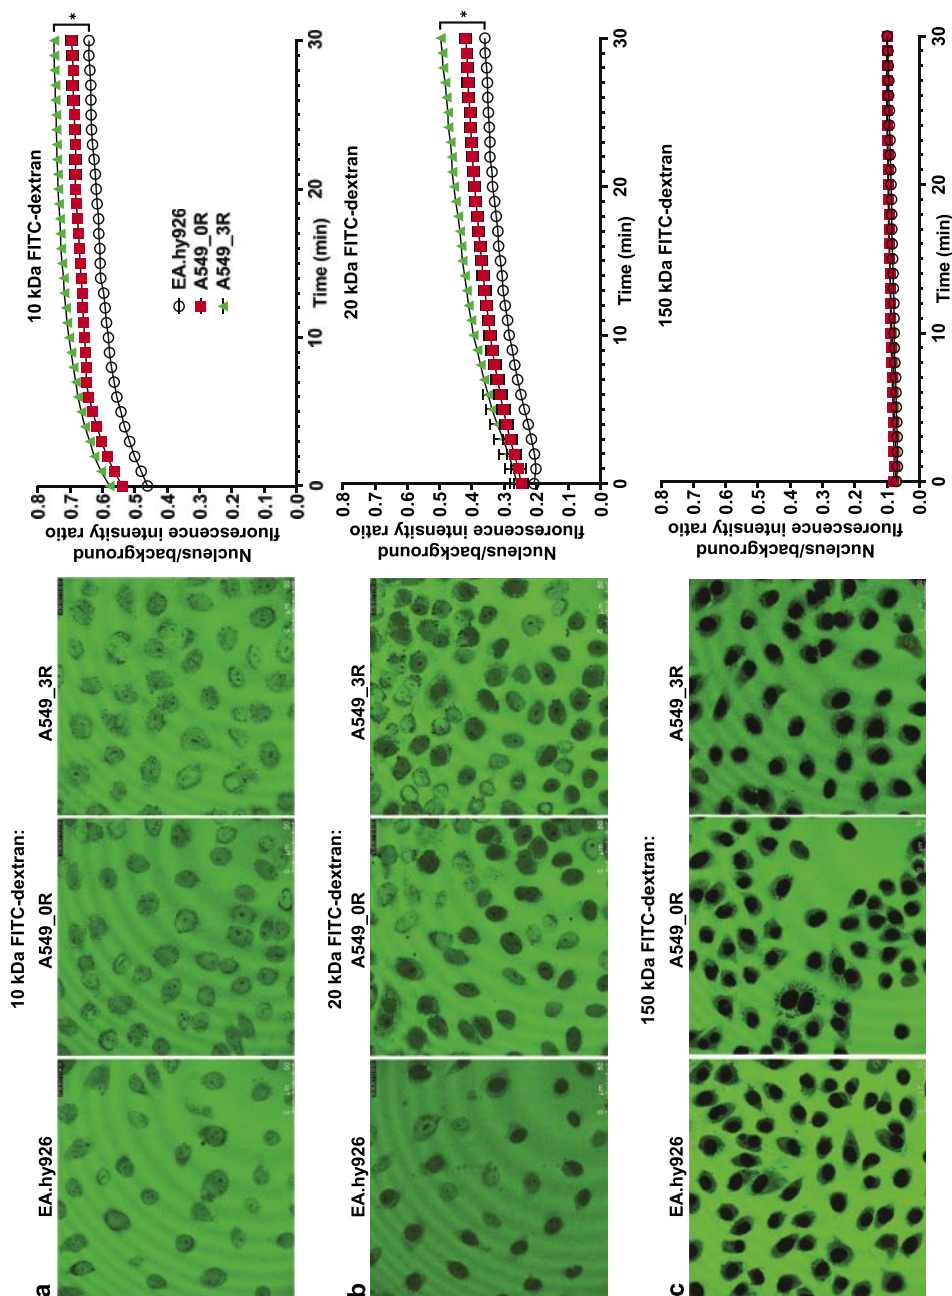 a
10 kDa FITC-dextran:
EA.hy926
A549_0R
A549_3R
10 kDa FITC-dextran
Nucleus/background
fluorescence intensity ratio
0.8
0.7
0.6
0.5
0.4
0.3
0.2
0.1
0
*
EA.hy926
A549_0R
A549_3R
0
10
20
30
Time (min)
b
20 kDa FITC-dextran:
EA.hy926
A549_0R
A549_3R
20 kDa FITC-dextran
Nucleus/background
fluorescence intensity ratio
0.8
0.7
0.6
0.5
0.4
0.3
0.2
0.1
0.0
*
0
10
20
30
Time (min)
c
150 kDa FITC-dextran:
EA.hy926
A549_0R
A549_3R
150 kDa FITC-dextran
Nucleus/background
fluorescence intensity ratio
0.8
0.7
0.6
0.5
0.4
0.3
0.2
0.1
0.0
0
10
20
30
Time (min)